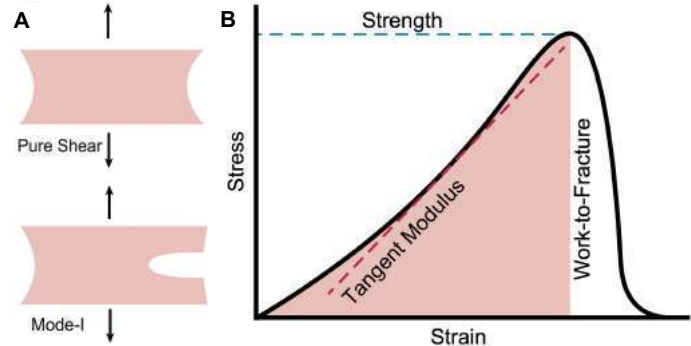 A
Pure Shear
Mode-I
B
Strength
Stress
Tangent Modulus
Work-to-Fracture
Strain